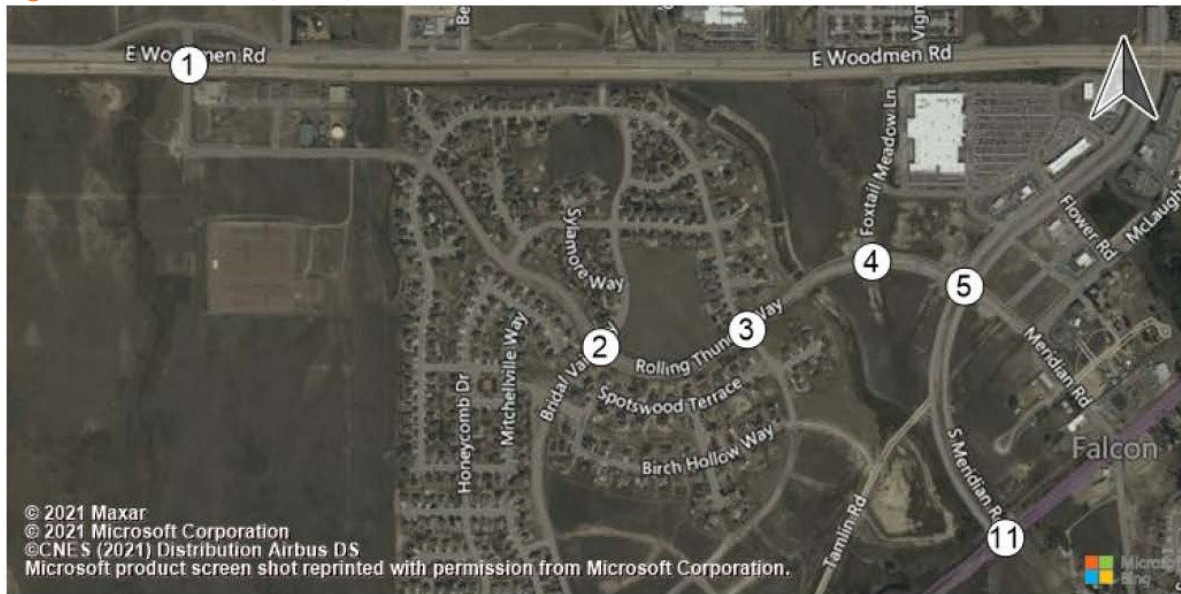 E Woodmen Rd
1
E Woodmen Rd
Foxtail Meadow Ln
Flower Rd
Sylamore Way
4
5
3
2
Rolling Thunder Way
Meridian Rd
Mitchellville Way
Honeycomb Dr
Spotswood Terrace
Birch Hollow Way
Falcon
S Meridian Rd
Tamlin Rd
11
© 2021 Maxar
© 2021 Microsoft Corporation
©CNES (2021) Distribution Airbus DS
Microsoft product screen shot reprinted with permission from Microsoft Corporation.
Bing